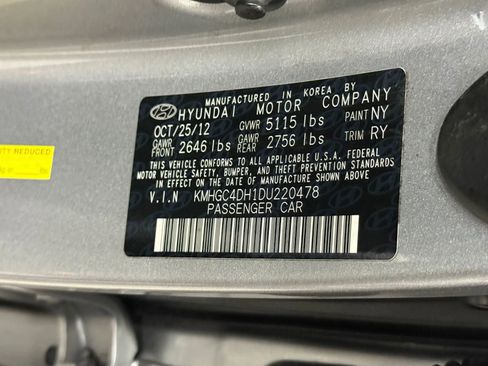 MANUFACTURED IN KOREA BY
HYUNDAI MOTOR COMPANY
OCT/25/12 GVWR 5115 lbs PAINT NY
GAWR FRONT 2646 lbs GAWR REAR 2756 lbs TRIM RY
THIS VEHICLE CONFORMS TO ALL APPLICABLE U.S.A. FEDERAL
MOTOR VEHICLE SAFETY, BUMPER, AND THEFT PREVENTION STANDARDS
IN EFFECT ON THE DATE OF MANUFACTURE SHOWN ABOVE.
V.I.N KMHGC4DH1DU220478
PASSENGER CAR
ITY REDUCED